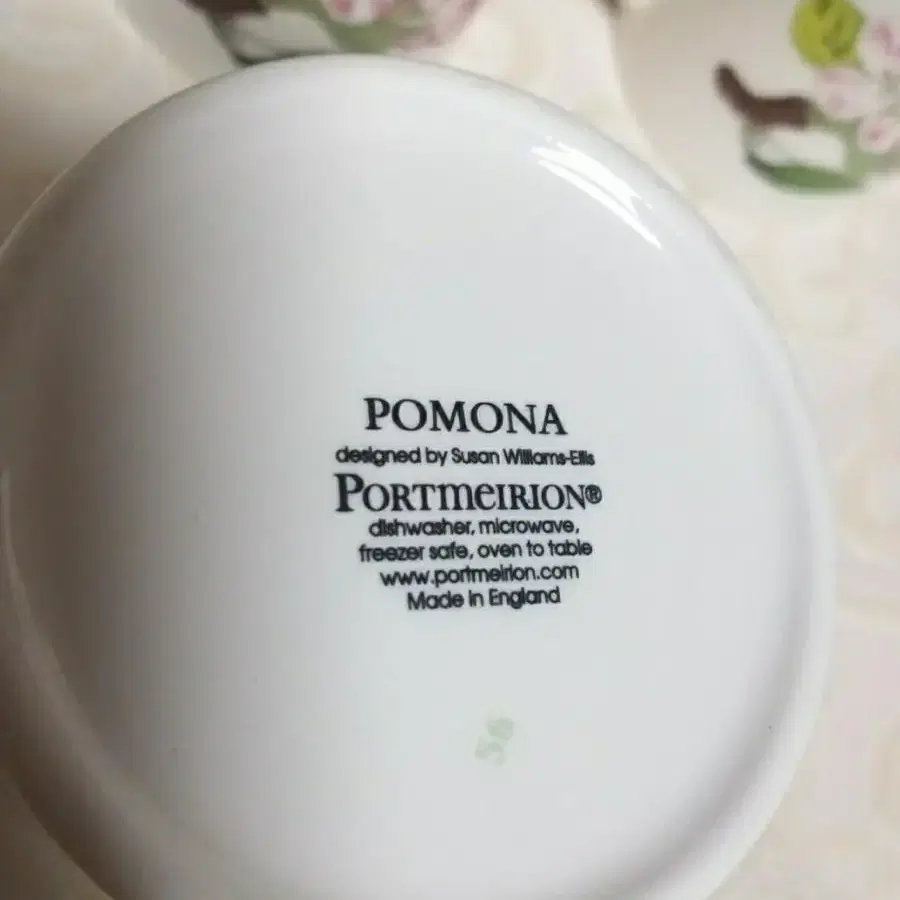 POMONA
designed by Susan Williams-Ellis
PORTMEIRION®
dishwasher, microwave,
freezer safe, oven to table
www.portmeirion.com
Made in England
56